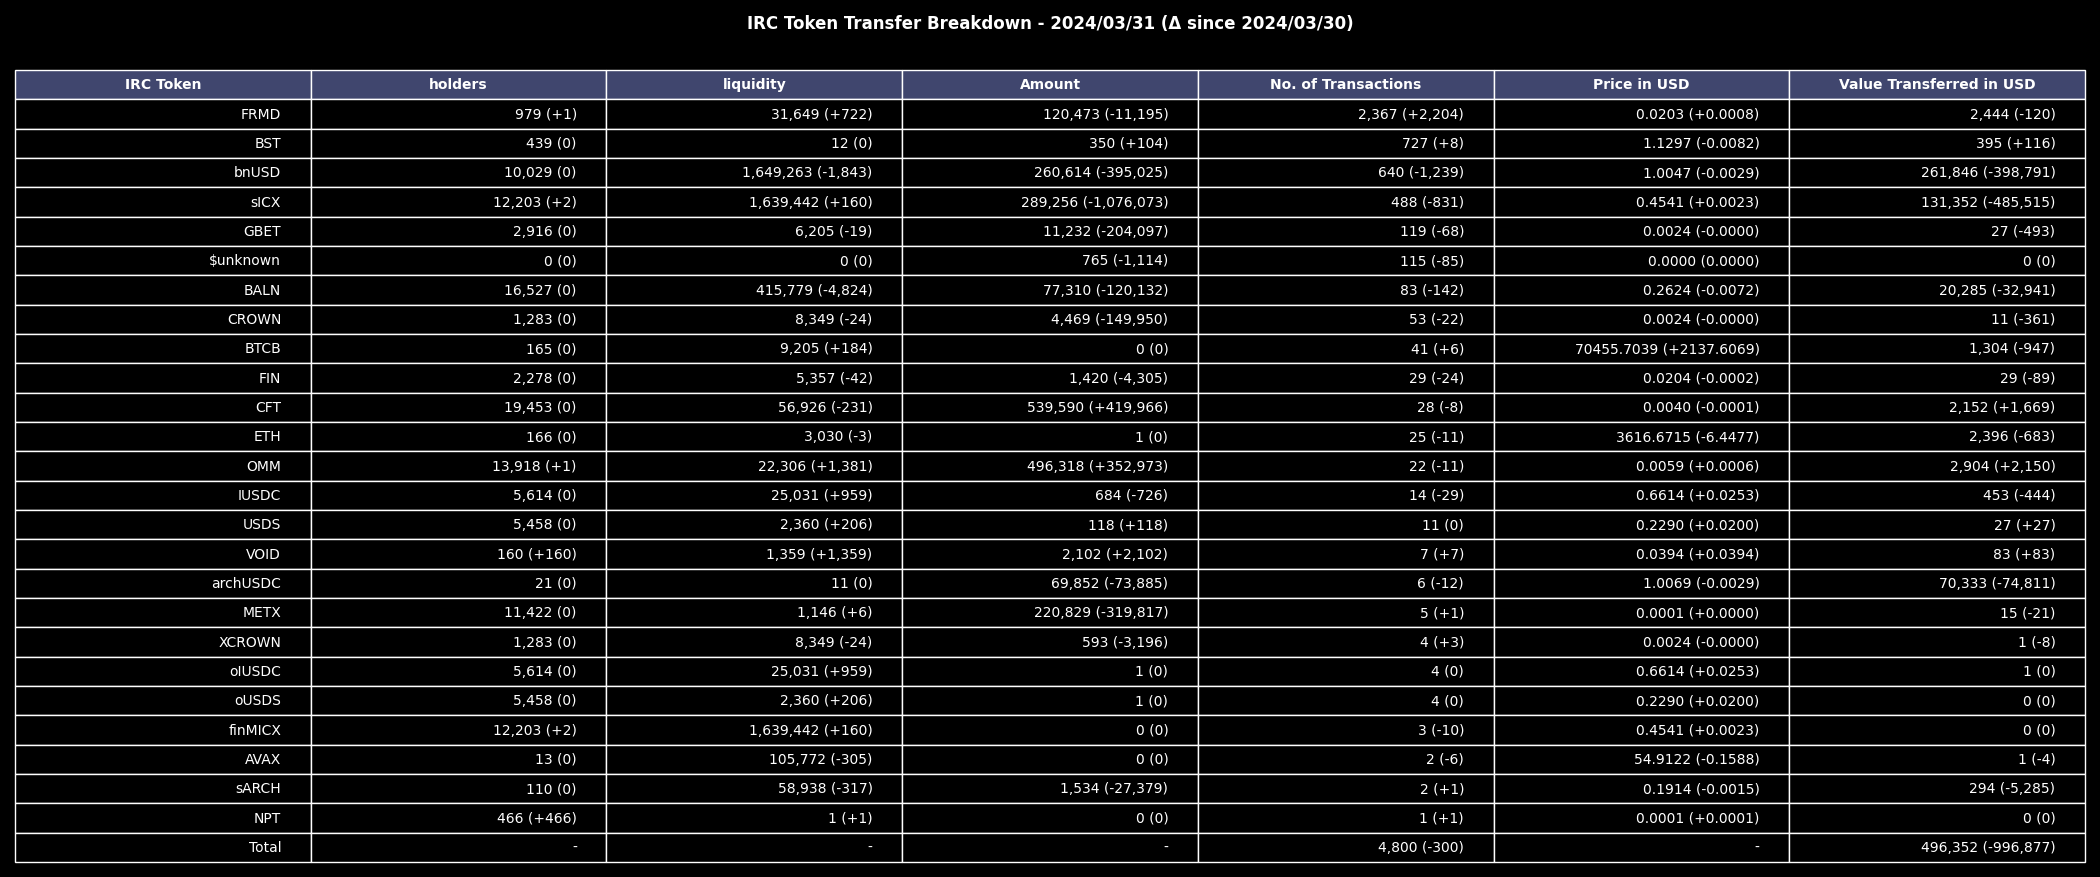 IRC Token Transfer Breakdown - 2024/03/31 (Δ since 2024/03/30)
IRC Token holders liquidity Amount No. of Transactions Price in USD Value Transferred in USD
FRMD 979 (+1) 31,649 (+722) 120,473 (-11,195) 2,367 (+2,204) 0.0203 (+0.0008) 2,444 (-120)
BST 439 (0) 12 (0) 350 (+104) 727 (+8) 1.1297 (-0.0082) 395 (+116)
bnUSD 10,029 (0) 1,649,263 (-1,843) 260,614 (-395,025) 640 (-1,239) 1.0047 (-0.0029) 261,846 (-398,791)
sICX 12,203 (+2) 1,639,442 (+160) 289,256 (-1,076,073) 488 (-831) 0.4541 (+0.0023) 131,352 (-485,515)
GBET 2,916 (0) 6,205 (-19) 11,232 (-204,097) 119 (-68) 0.0024 (-0.0000) 27 (-493)
$unknown 0 (0) 0 (0) 765 (-1,114) 115 (-85) 0.0000 (0.0000) 0 (0)
BALN 16,527 (0) 415,779 (-4,824) 77,310 (-120,132) 83 (-142) 0.2624 (-0.0072) 20,285 (-32,941)
CROWN 1,283 (0) 8,349 (-24) 4,469 (-149,950) 53 (-22) 0.0024 (-0.0000) 11 (-361)
BTCB 165 (0) 9,205 (+184) 0 (0) 41 (+6) 70455.7039 (+2137.6069) 1,304 (-947)
FIN 2,278 (0) 5,357 (-42) 1,420 (-4,305) 29 (-24) 0.0204 (-0.0002) 29 (-89)
CFT 19,453 (0) 56,926 (-231) 539,590 (+419,966) 28 (-8) 0.0040 (-0.0001) 2,152 (+1,669)
ETH 166 (0) 3,030 (-3) 1 (0) 25 (-11) 3616.6715 (-6.4477) 2,396 (-683)
OMM 13,918 (+1) 22,306 (+1,381) 496,318 (+352,973) 22 (-11) 0.0059 (+0.0006) 2,904 (+2,150)
IUSDC 5,614 (0) 25,031 (+959) 684 (-726) 14 (-29) 0.6614 (+0.0253) 453 (-444)
USDS 5,458 (0) 2,360 (+206) 118 (+118) 11 (0) 0.2290 (+0.0200) 27 (+27)
VOID 160 (+160) 1,359 (+1,359) 2,102 (+2,102) 7 (+7) 0.0394 (+0.0394) 83 (+83)
archUSDC 21 (0) 11 (0) 69,852 (-73,885) 6 (-12) 1.0069 (-0.0029) 70,333 (-74,811)
METX 11,422 (0) 1,146 (+6) 220,829 (-319,817) 5 (+1) 0.0001 (+0.0000) 15 (-21)
XCROWN 1,283 (0) 8,349 (-24) 593 (-3,196) 4 (+3) 0.0024 (-0.0000) 1 (-8)
oIUSDC 5,614 (0) 25,031 (+959) 1 (0) 4 (0) 0.6614 (+0.0253) 1 (0)
oUSDS 5,458 (0) 2,360 (+206) 1 (0) 4 (0) 0.2290 (+0.0200) 0 (0)
finMICX 12,203 (+2) 1,639,442 (+160) 0 (0) 3 (-10) 0.4541 (+0.0023) 0 (0)
AVAX 13 (0) 105,772 (-305) 0 (0) 2 (-6) 54.9122 (-0.1588) 1 (-4)
sARCH 110 (0) 58,938 (-317) 1,534 (-27,379) 2 (+1) 0.1914 (-0.0015) 294 (-5,285)
NPT 466 (+466) 1 (+1) 0 (0) 1 (+1) 0.0001 (+0.0001) 0 (0)
Total - - - 4,800 (-300) - 496,352 (-996,877)